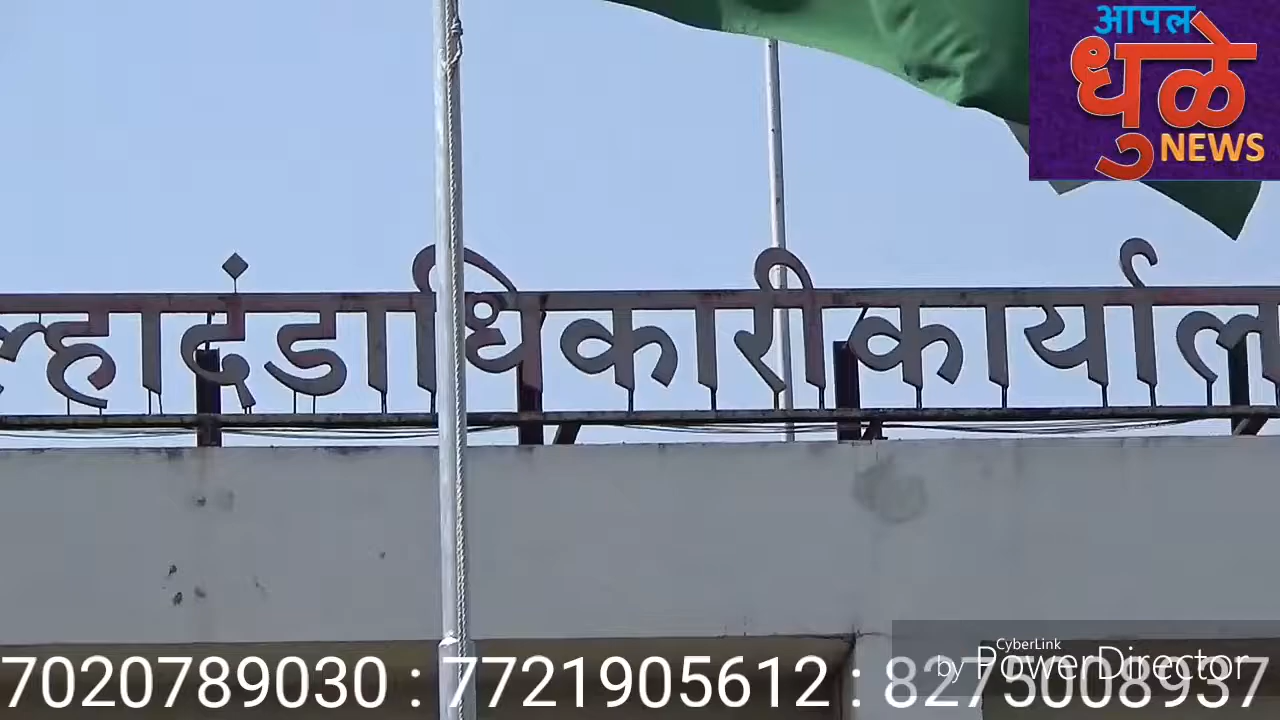 आपल
धुळे
NEWS
ल्हादंडाधिकारी कार्याल
CyberLink
by PowerDirector
7020789030 : 7721905612 : 8275008937